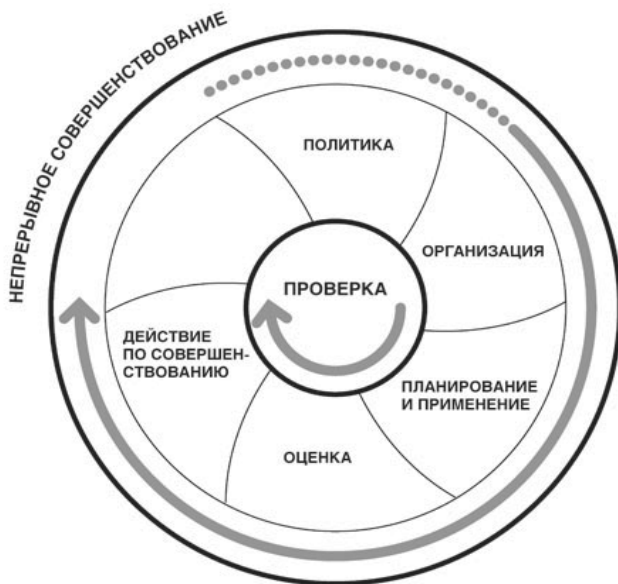 НЕПРЕРЫВНОЕ СОВЕРШЕНСТВОВАНИЕ
ПОЛИТИКА
ОРГАНИЗАЦИЯ
ПРОВЕРКА
ДЕЙСТВИЕ
ПО СОВЕРШЕН-
СТВОВАНИЮ
ПЛАНИРОВАНИЕ
И ПРИМЕНЕНИЕ
ОЦЕНКА